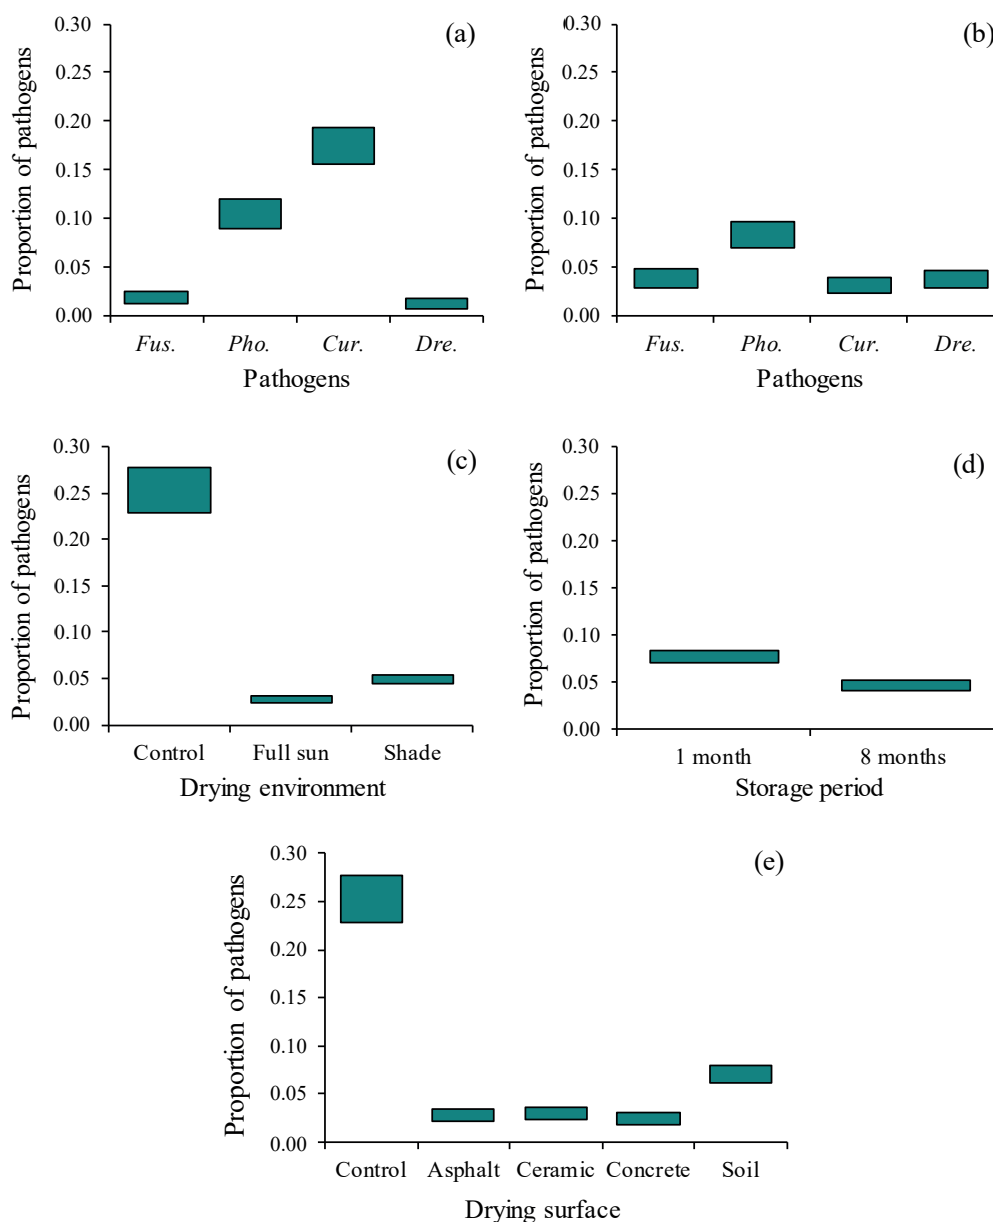 (a)
Proportion of pathogens
0.30
0.25
0.20
0.15
0.10
0.05
0.00
Fus. Pho. Cur. Dre.
Pathogens
(b)
Proportion of pathogens
0.30
0.25
0.20
0.15
0.10
0.05
0.00
Fus. Pho. Cur. Dre.
Pathogens
(c)
Proportion of pathogens
0.30
0.25
0.20
0.15
0.10
0.05
0.00
Control Full sun Shade
Drying environment
(d)
Proportion of pathogens
0.30
0.25
0.20
0.15
0.10
0.05
0.00
1 month 8 months
Storage period
(e)
Proportion of pathogens
0.30
0.25
0.20
0.15
0.10
0.05
0.00
Control Asphalt Ceramic Concrete Soil
Drying surface